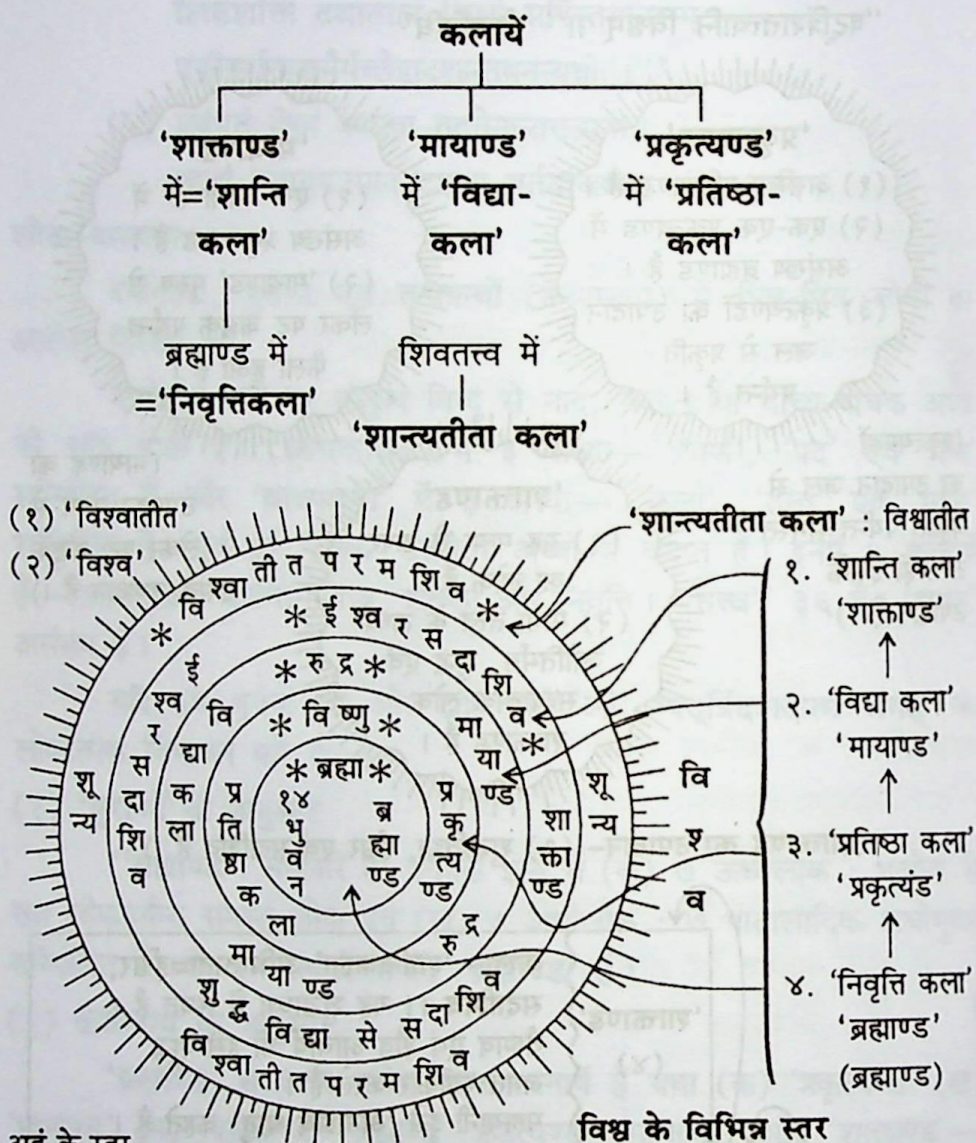 कलायें
‘शाक्ताण्ड’ ‘मायाण्ड’ ‘प्रकृत्यण्ड’
में=‘शान्ति में ‘विद्या- में ‘प्रतिष्ठा-
कला’ कला’ कला’
ब्रह्माण्ड में शिवतत्त्व में
=‘निवृत्तिकला’
‘शान्त्यतीता कला’
(१) ‘विश्वातीत’
(२) ‘विश्व’
‘शान्त्यतीता कला’ : विश्वातीत
१. ‘शान्ति कला’
‘शाक्ताण्ड’
२. ‘विद्या कला’
‘मायाण्ड’
३. ‘प्रतिष्ठा कला’
‘प्रकृत्यंड’
४. ‘निवृत्ति कला’
‘ब्रह्माण्ड’
(ब्रह्माण्ड)
वि
श्
व
* विश्वातीत परमशिव *
शून्य
शून्य
विश्वातीत परमशिव
* ईश्वर सदाशिव *
ईश्वर सदाशिव
शाक्ताण्ड
शुद्ध विद्या से सदाशिव
* रुद्र *
विद्या कला
मायाण्ड
मायाण्ड
रुद्र
* विष्णु *
प्रतिष्ठा कला
प्रकृत्यण्ड
* ब्रह्मा *
१४ भुवन
ब्रह्माण्ड
विश्व के विभिन्न स्तर